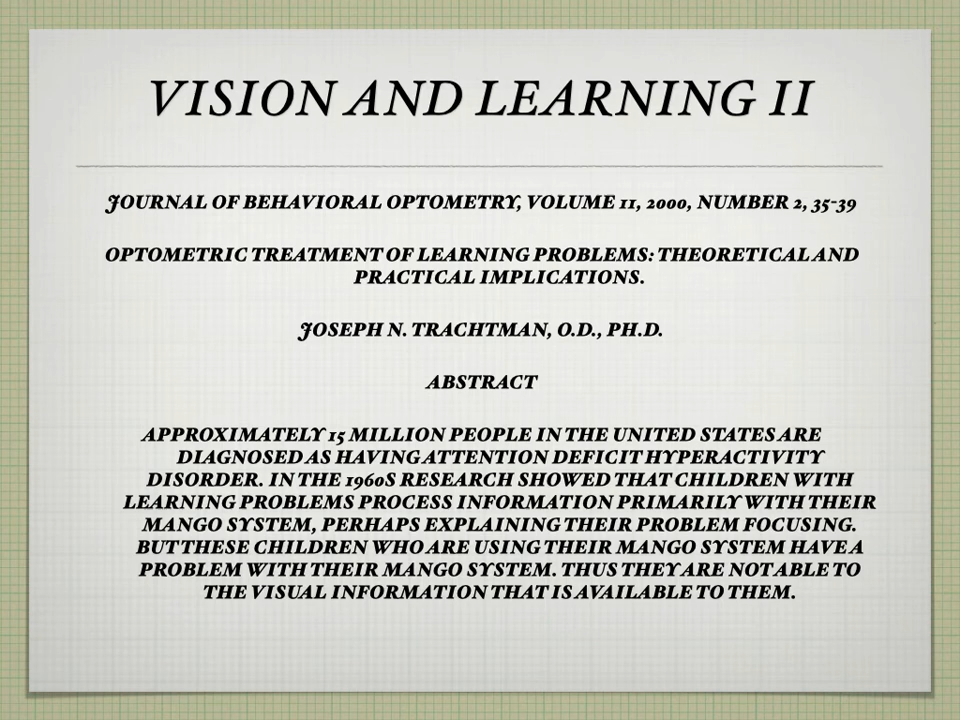 VISION AND LEARNING II
JOURNAL OF BEHAVIORAL OPTOMETRY, VOLUME 11, 2000, NUMBER 2, 35-39
OPTOMETRIC TREATMENT OF LEARNING PROBLEMS: THEORETICAL AND
PRACTICAL IMPLICATIONS.
JOSEPH N. TRACHTMAN, O.D., PH.D.
ABSTRACT
APPROXIMATELY 15 MILLION PEOPLE IN THE UNITED STATES ARE
DIAGNOSED AS HAVING ATTENTION DEFICIT HYPERACTIVITY
DISORDER. IN THE 1960S RESEARCH SHOWED THAT CHILDREN WITH
LEARNING PROBLEMS PROCESS INFORMATION PRIMARILY WITH THEIR
MANGO SYSTEM, PERHAPS EXPLAINING THEIR PROBLEM FOCUSING.
BUT THESE CHILDREN WHO ARE USING THEIR MANGO SYSTEM HAVE A
PROBLEM WITH THEIR MANGO SYSTEM. THUS THEY ARE NOT ABLE TO
THE VISUAL INFORMATION THAT IS AVAILABLE TO THEM.